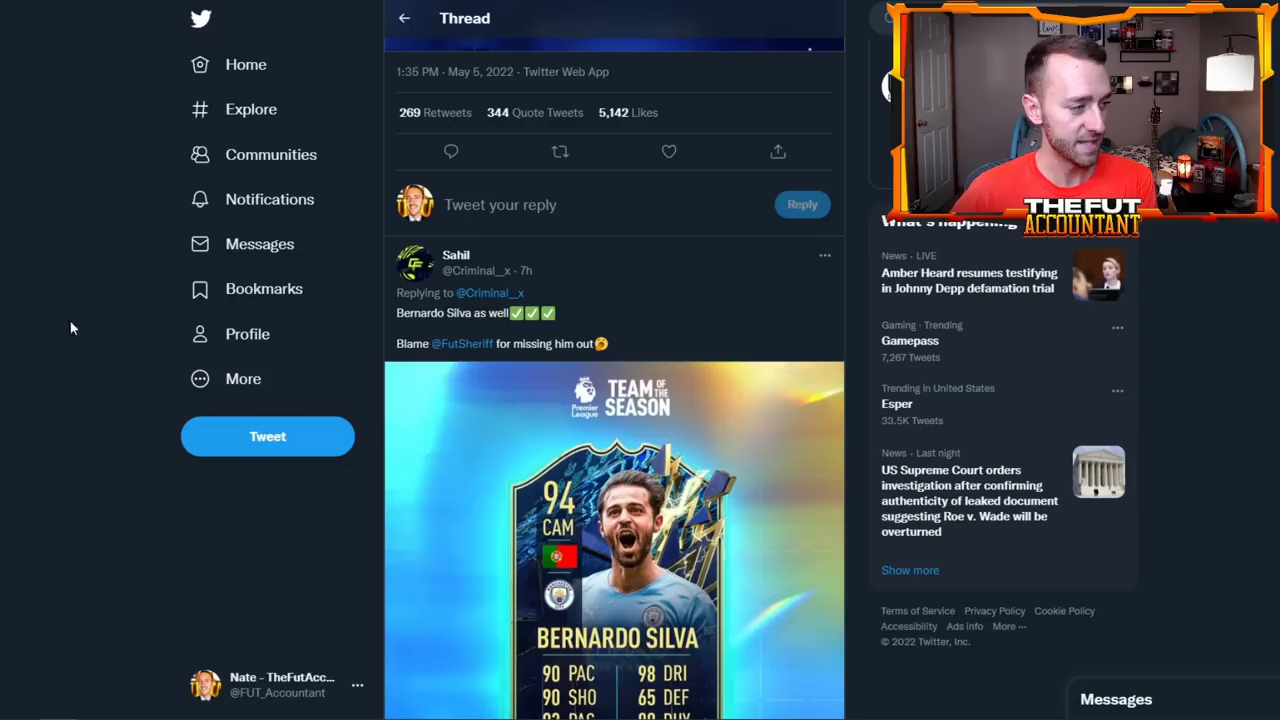 Thread
1:35 PM · May 5, 2022 · Twitter Web App
269 Retweets 344 Quote Tweets 5,142 Likes
Tweet your reply
Reply
Sahil
@Criminal__x · 7h
Replying to @Criminal__x
Bernardo Silva as well✅✅✅
Blame @FutSheriff for missing him out
Premier League
TEAM OF THE SEASON
94
CAM
BERNARDO SILVA
90 PAC 98 DRI
90 SHO 65 DEF
Home
Explore
Communities
Notifications
Messages
Bookmarks
Profile
More
Tweet
Nate - TheFutAcc...
@FUT_Accountant
THE FUT
ACCOUNTANT
What's happening
News · LIVE
Amber Heard resumes testifying
in Johnny Depp defamation trial
Gaming · Trending
Gamepass
7,267 Tweets
Trending in United States
Esper
33.5K Tweets
News · Last night
US Supreme Court orders
investigation after confirming
authenticity of leaked document
suggesting Roe v. Wade will be
overturned
Show more
Terms of Service Privacy Policy Cookie Policy
Accessibility Ads info More ···
© 2022 Twitter, Inc.
Messages